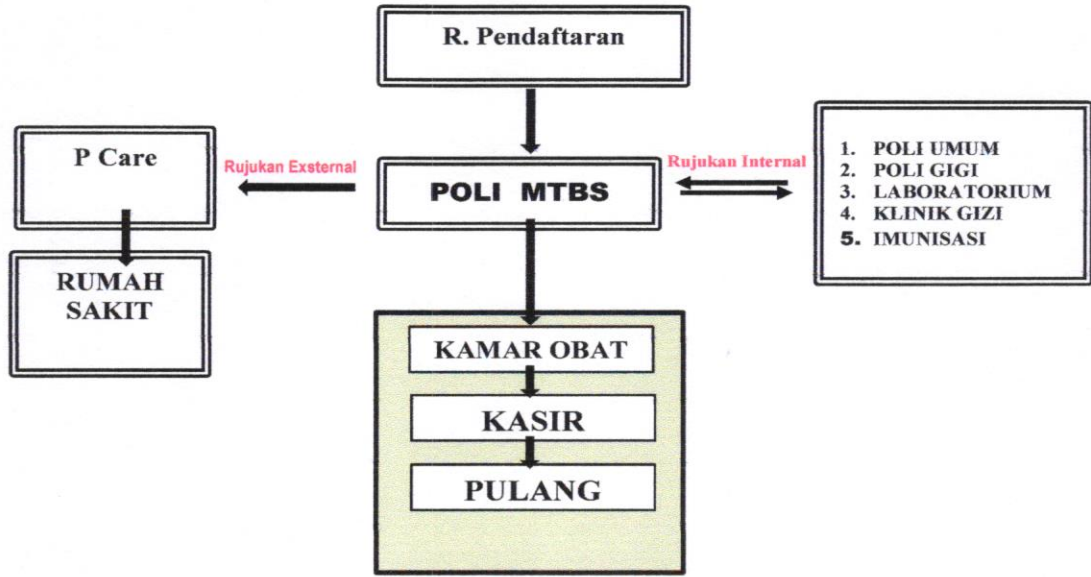 R. Pendaftaran
P Care
Rujukan Exsternal
POLI MTBS
Rujukan Internal
1. POLI UMUM
2. POLI GIGI
3. LABORATORIUM
4. KLINIK GIZI
5. IMUNISASI
RUMAH
SAKIT
KAMAR OBAT
KASIR
PULANG